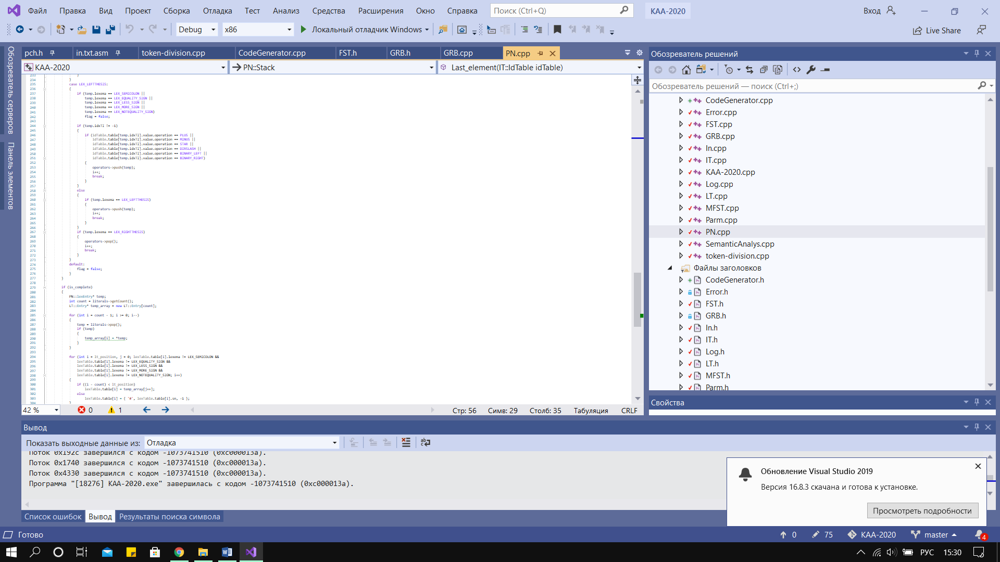 Файл Правка Вид Проект Сборка Отладка Тест Анализ Средства Расширения Окно Справка Поиск (Ctrl+Q) KAA-2020 Вход
Debug x86 Локальный отладчик Windows Live Share
Обозреватель серверов
Панель элементов
pch.h in.txt.asm token-division.cpp CodeGenerator.cpp FST.h GRB.h GRB.cpp PN.cpp
KAA-2020 PN::Stack Last_element(IT::IdTable idTable)
233 }
234 }
235 case LEX_LEFTTHESIS:
236 {
237 if (temp.lexema == LEX_SEMICOLON ||
238 temp.lexema == LEX_EQUALITY_SIGN ||
239 temp.lexema == LEX_LESS_SIGN ||
240 temp.lexema == LEX_MORE_SIGN ||
241 temp.lexema == LEX_NOTEQUALITY_SIGN)
242 flag = false;
243
244 if (temp.idxTI != -1)
245 {
246 if (idTable.table[temp.idxTI].value.operation == PLUS ||
247 idTable.table[temp.idxTI].value.operation == MINUS ||
248 idTable.table[temp.idxTI].value.operation == STAR ||
249 idTable.table[temp.idxTI].value.operation == DIRSLASH ||
250 idTable.table[temp.idxTI].value.operation == BINARY_LEFT ||
251 idTable.table[temp.idxTI].value.operation == BINARY_RIGHT)
252 {
253 operators->push(temp);
254 i++;
255 break;
256 }
257 }
258 else
259 {
260 if (temp.lexema == LEX_LEFTTHESIS)
261 {
262 operators->push(temp);
263 i++;
264 break;
265 }
266 }
267 if (temp.lexema == LEX_RIGHTTHESIS)
268 {
269 operators->pop();
270 i++;
271 break;
272 }
273 }
274 default:
275 flag = false;
276 }
277 }
278
279 if (is_complete)
280 {
281 PN::lexEntry* temp;
282 int count = literals->getCount();
283 LT::Entry* temp_array = new LT::Entry[count];
284
285 for (int i = count - 1; i >= 0; i--)
286 {
287 temp = literals->pop();
288 if (temp)
289 {
290 temp_array[i] = *temp;
291 }
292 }
293
294 for (int i = lt_position, j = 0; lexTable.table[i].lexema != LEX_SEMICOLON &&
295 lexTable.table[i].lexema != LEX_EQUALITY_SIGN &&
296 lexTable.table[i].lexema != LEX_LESS_SIGN &&
297 lexTable.table[i].lexema != LEX_MORE_SIGN &&
298 lexTable.table[i].lexema != LEX_NOTEQUALITY_SIGN; i++)
299 {
300 if ((i - count) < lt_position)
301 lexTable.table[i] = temp_array[j++];
302 else
303 lexTable.table[i] = { '#', lexTable.table[i].sn, -1 };
304 }
42 % 0 1 Стр: 56 Симв: 29 Столб: 35 Табуляция CRLF
Обозреватель решений
Обозреватель решений — поиск (Ctrl+;)
CodeGenerator.cpp
Error.cpp
FST.cpp
GRB.cpp
In.cpp
IT.cpp
KAA-2020.cpp
Log.cpp
LT.cpp
MFST.cpp
Parm.cpp
PN.cpp
SemanticAnalys.cpp
token-division.cpp
Файлы заголовков
CodeGenerator.h
Error.h
FST.h
GRB.h
In.h
IT.h
Log.h
LT.h
MFST.h
Parm.h
Свойства
Вывод
Показать выходные данные из: Отладка
Поток 0x192c завершился с кодом -1073741510 (0xc000013a).
Поток 0x1740 завершился с кодом -1073741510 (0xc000013a).
Поток 0x4330 завершился с кодом -1073741510 (0xc000013a).
Программа "[18276] KAA-2020.exe" завершилась с кодом -1073741510 (0xc000013a).
Обновление Visual Studio 2019
Версия 16.8.3 скачана и готова к установке.
Просмотреть подробности
Список ошибок Вывод Результаты поиска символа
Готово 0 75 KAA-2020 master 4
РУС 15:30